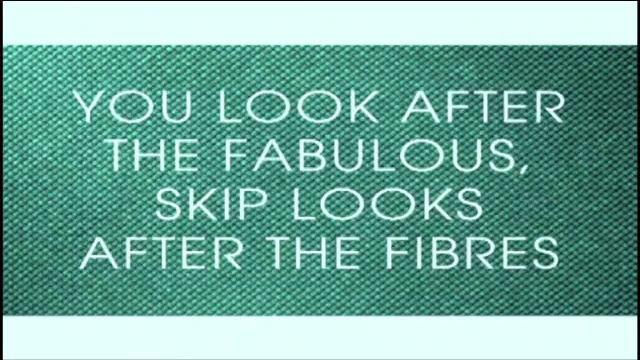 YOU LOOK AFTER
THE FABULOUS,
SKIP LOOKS
AFTER THE FIBRES